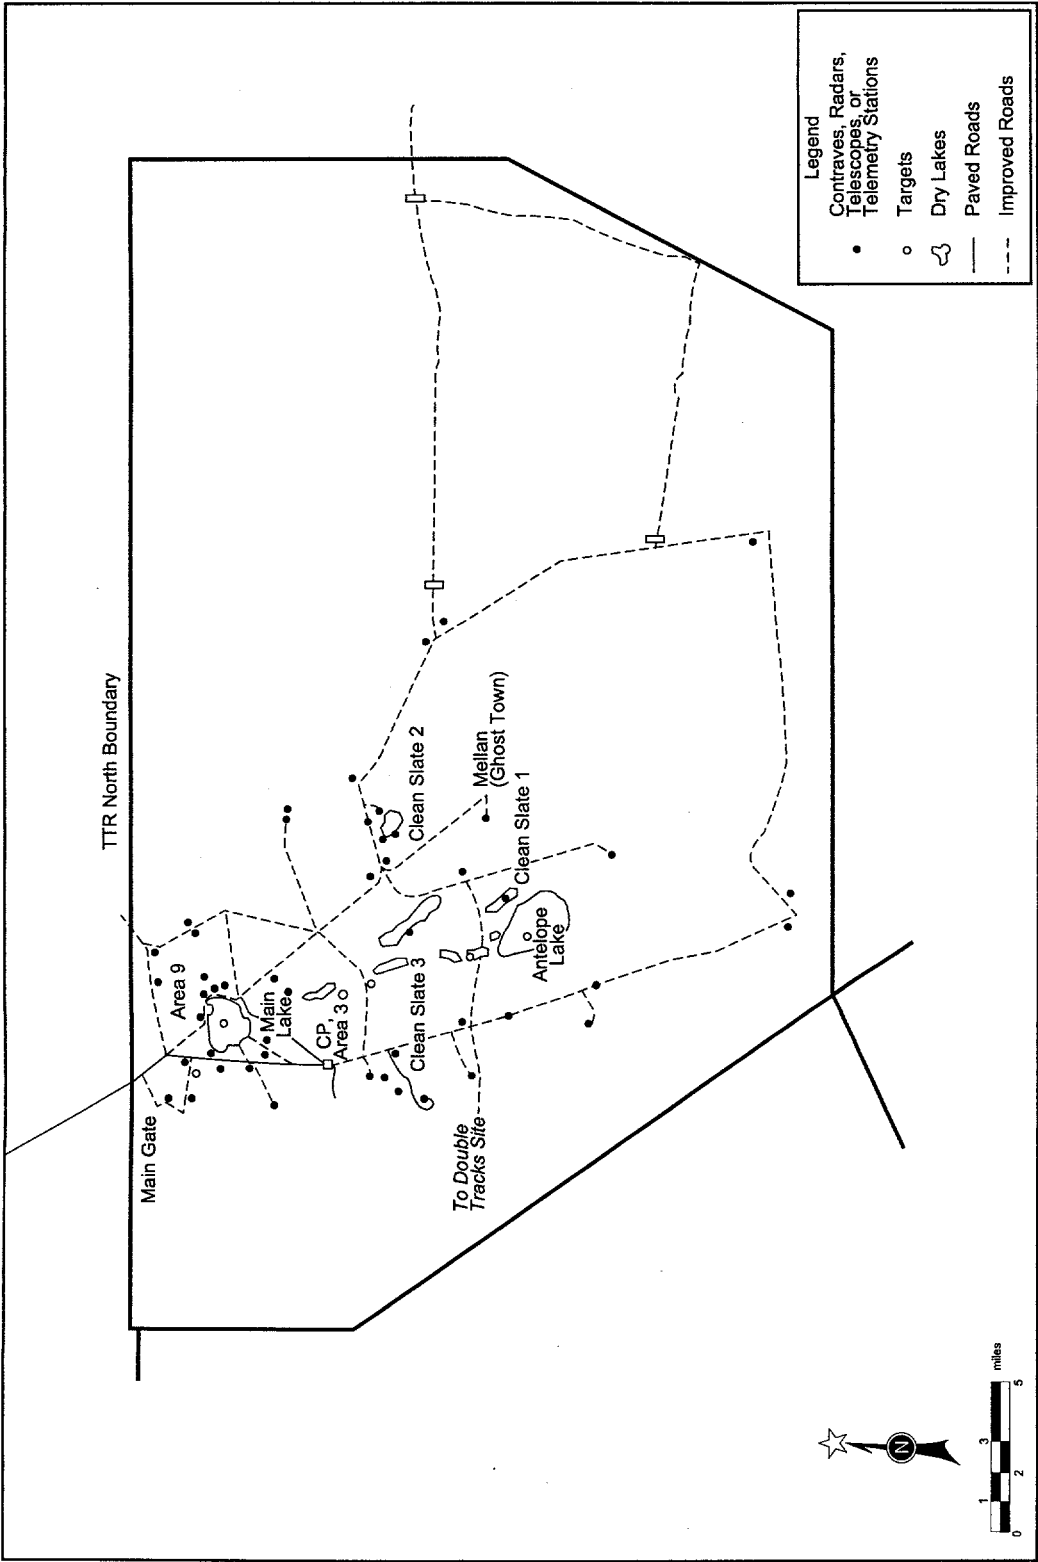 TTR North Boundary
Main Gate
Area 9
Main
Lake
CP,
Area 3
Clean Slate 3
Clean Slate 2
Mellan
(Ghost Town)
Clean Slate 1
Antelope
Lake
To Double
Tracks Site
Legend
Contraves, Radars,
Telescopes, or
Telemetry Stations
Targets
Dry Lakes
Paved Roads
Improved Roads
N
0 1 2 3 5
miles